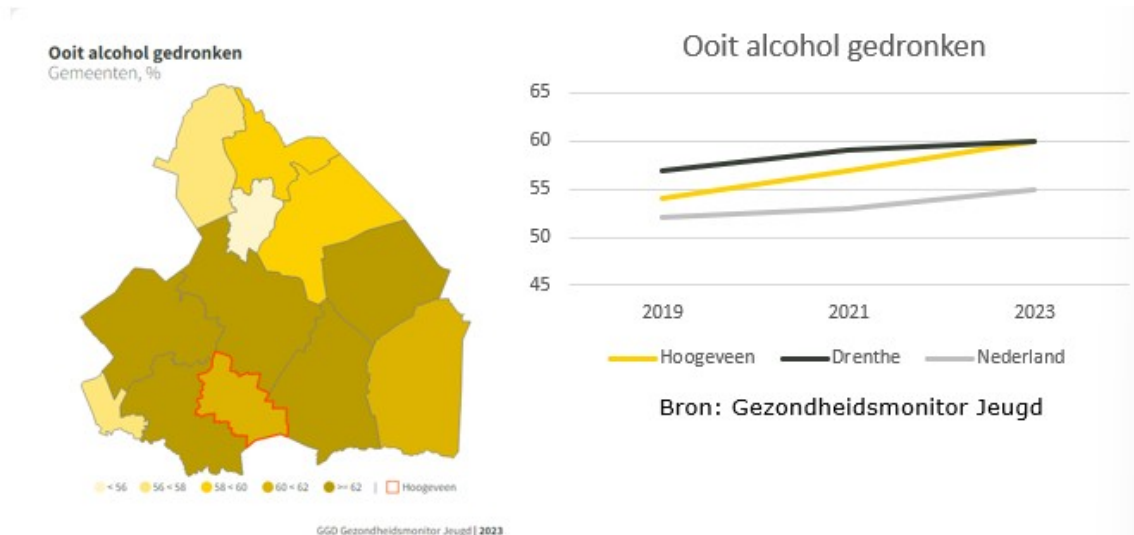 Ooit alcohol gedronken
Gemeenten, %
< 56 56 < 58 58 < 60 60 < 62 >= 62 | Hoogeveen
GGD Gezondheidsmonitor Jeugd | 2023
Ooit alcohol gedronken
65
60
55
50
45
2019 2021 2023
Hoogeveen Drenthe Nederland
Bron: Gezondheidsmonitor Jeugd